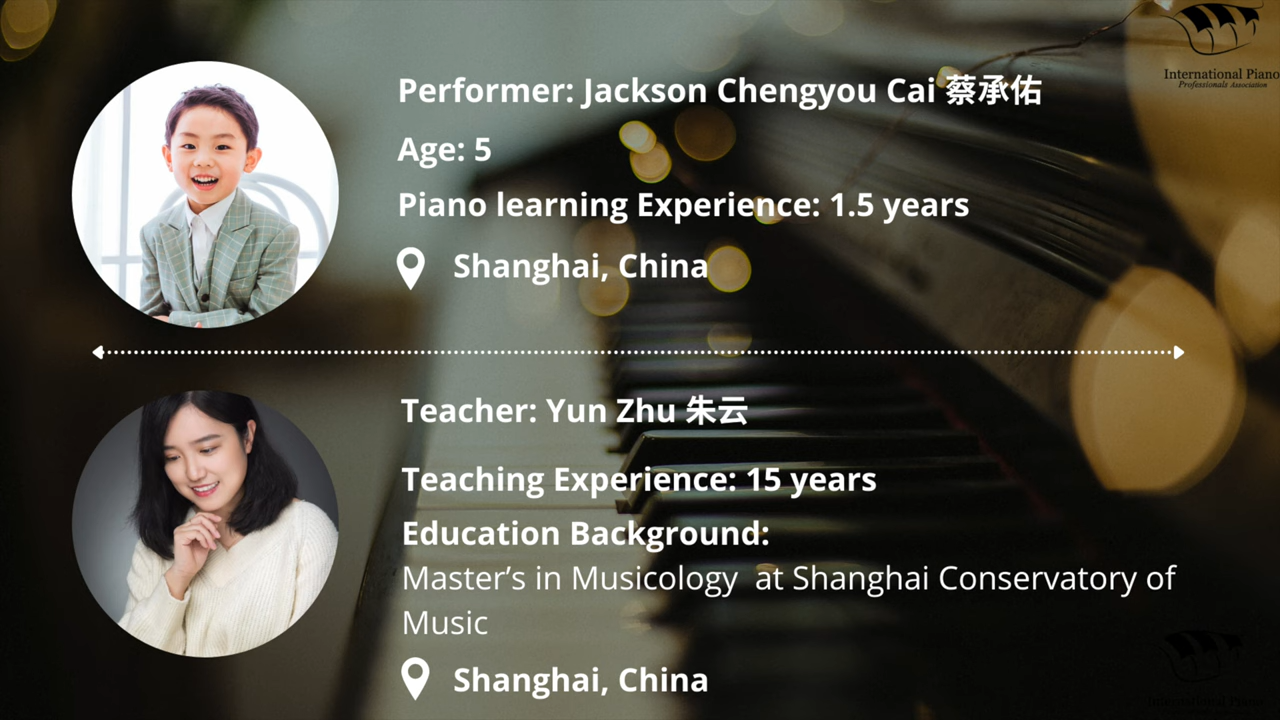 International Piano
Professionals Association
Performer: Jackson Chengyou Cai 蔡承佑
Age: 5
Piano learning Experience: 1.5 years
Shanghai, China
Teacher: Yun Zhu 朱云
Teaching Experience: 15 years
Education Background:
Master’s in Musicology at Shanghai Conservatory of
Music
Shanghai, China
International Piano